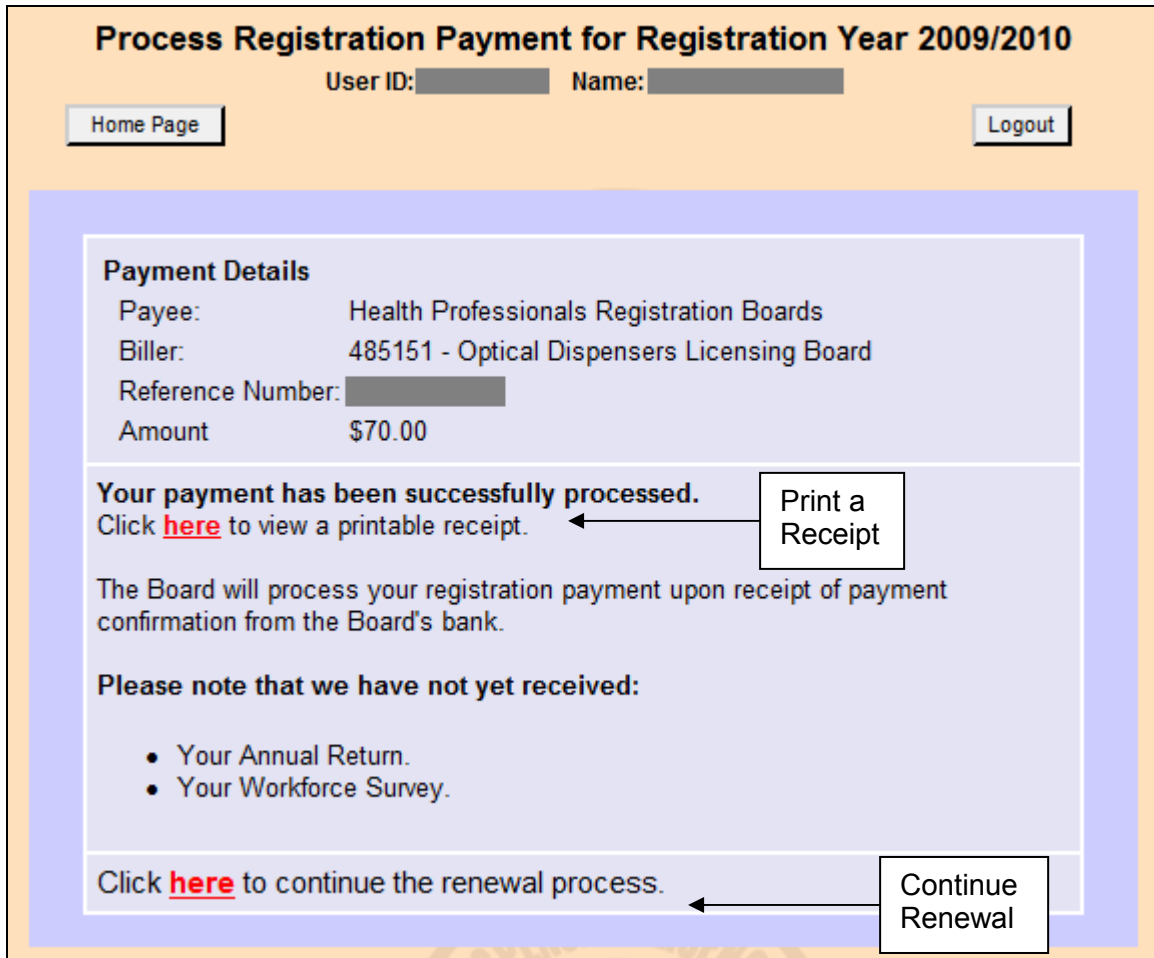 Process Registration Payment for Registration Year 2009/2010
User ID: Name:
Home Page Logout
Payment Details
Payee: Health Professionals Registration Boards
Biller: 485151 - Optical Dispensers Licensing Board
Reference Number:
Amount $70.00
Your payment has been successfully processed.
Click here to view a printable receipt.
Print a
Receipt
The Board will process your registration payment upon receipt of payment
confirmation from the Board's bank.
Please note that we have not yet received:
• Your Annual Return.
• Your Workforce Survey.
Click here to continue the renewal process.
Continue
Renewal